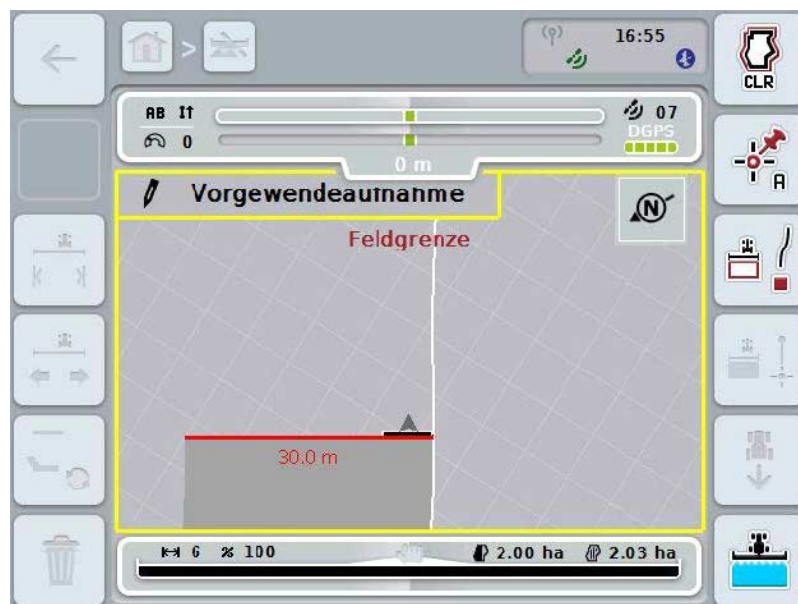 16:55
CLR
AB
07
0
DGPS
0 m
A
Vorgewendeaufnahme
N
Feldgrenze
30.0 m
6 % 100 2.00 ha 2.03 ha